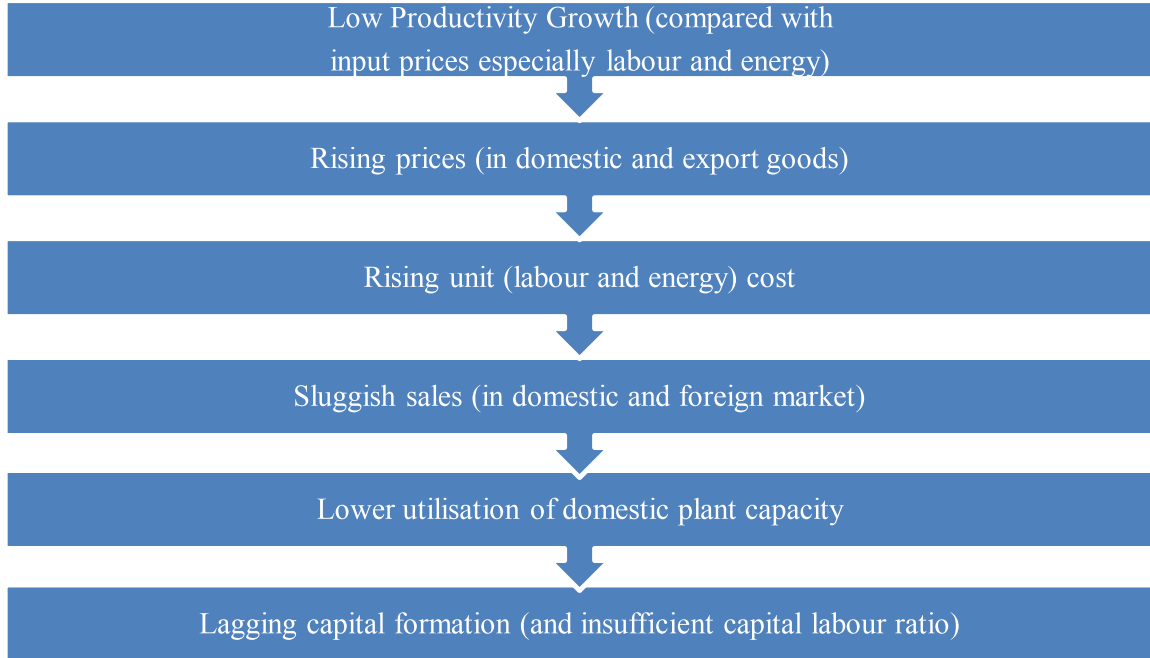 Low Productivity Growth (compared with
input prices especially labour and energy)
Rising prices (in domestic and export goods)
Rising unit (labour and energy) cost
Sluggish sales (in domestic and foreign market)
Lower utilisation of domestic plant capacity
Lagging capital formation (and insufficient capital labour ratio)